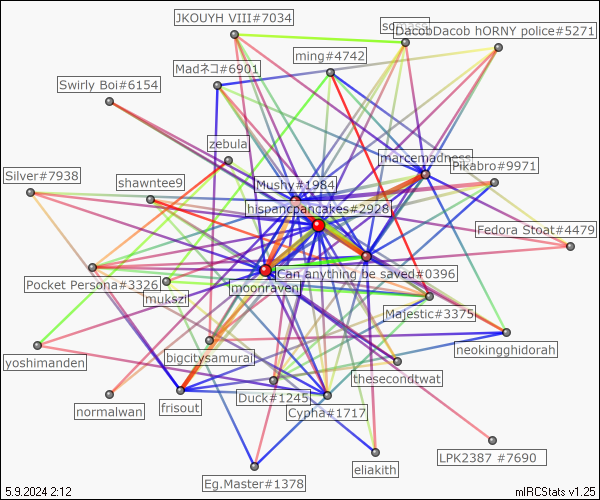 JKOUYH VIII#7034
DacobDacob hORNY police#5271
ming#4742
Madネコ#6901
Swirly Boi#6154
zebula
marcemadness
Pikabro#9971
Silver#7938
shawntee9
Mushy#1984
hispancpancakes#2928
Fedora Stoat#4479
Can anything be saved#0396
Pocket Persona#3326
moonraven
mukszi
Majestic#3375
neokingghidorah
yoshimanden
bigcitysamurai
thesecondtwat
Duck#1245
frisout
Cypha#1717
normalwan
LPK2387 #7690
eliakith
Eg.Master#1378
5.9.2024 2:12
mIRCStats v1.25